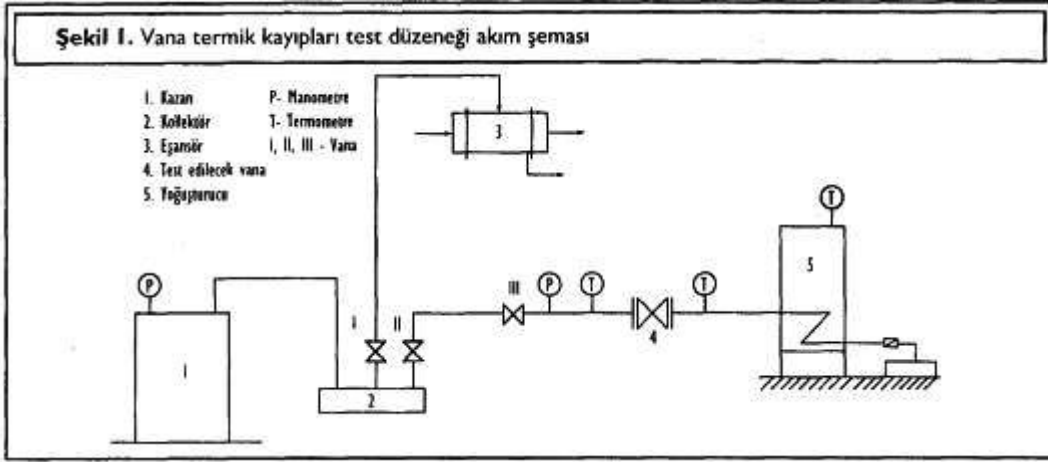 Şekil 1. Vana termik kayıpları test düzeneği akım şeması
1. Kazan
2. Kollektör
3. Eşansör
4. Test edilecek vana
5. Yoğuşturucu
P- Manometre
T- Termometre
I, II, III - Vana
3
T
P
5
III
P
T
T
I
II
4
1
2